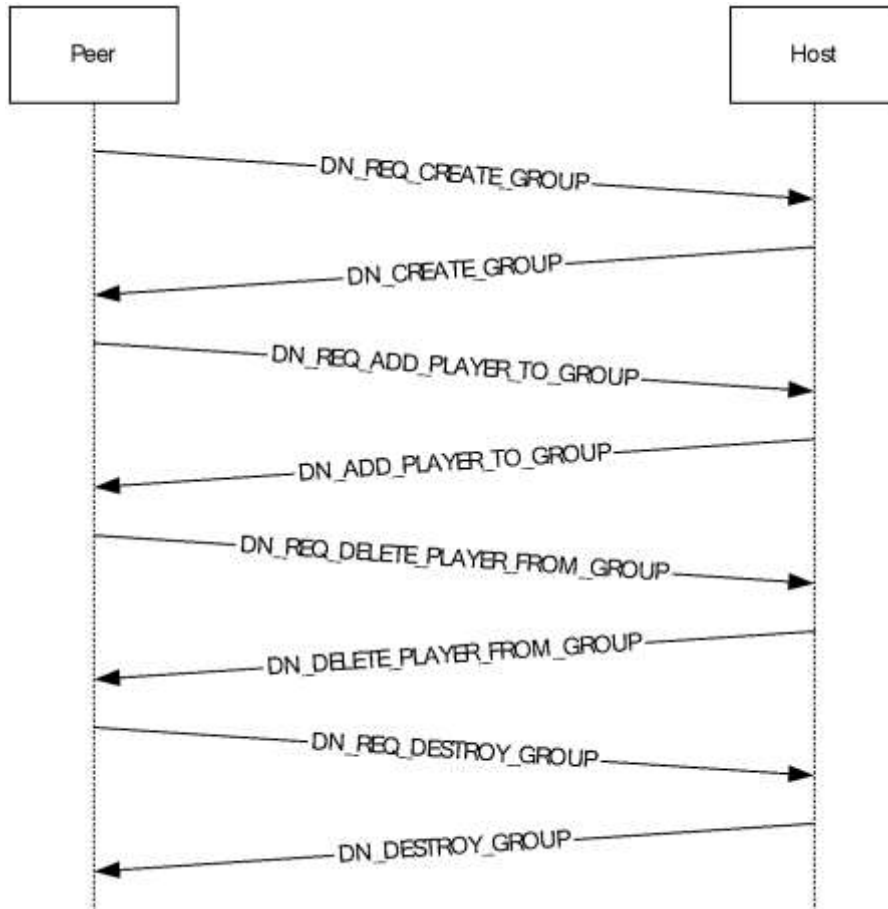 Peer
Host
DN_REQ_CREATE_GROUP
DN_CREATE_GROUP
DN_REQ_ADD_PLAYER_TO_GROUP
DN_ADD_PLAYER_TO_GROUP
DN_REQ_DELETE_PLAYER_FROM_GROUP
DN_DELETE_PLAYER_FROM_GROUP
DN_REQ_DESTROY_GROUP
DN_DESTROY_GROUP